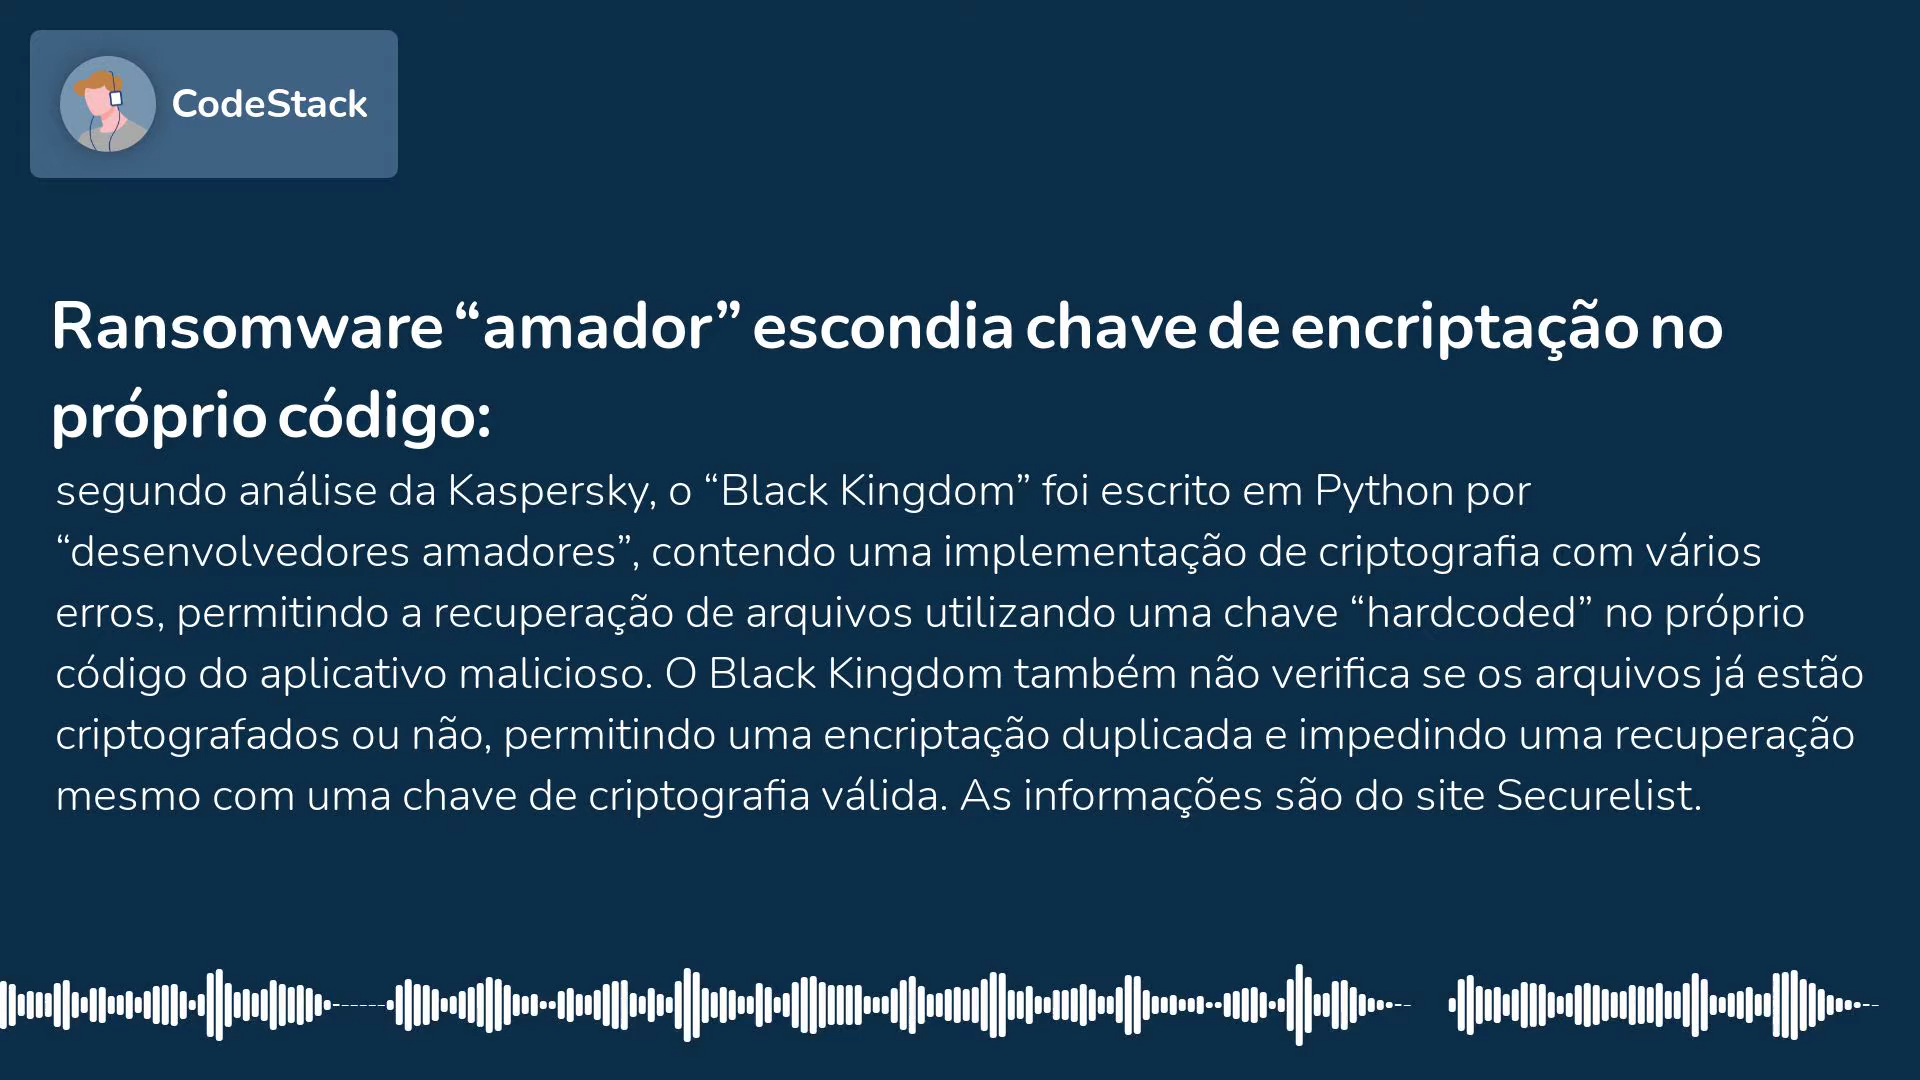 CodeStack
Ransomware “amador” escondia chave de encriptação no
próprio código:
segundo análise da Kaspersky, o “Black Kingdom” foi escrito em Python por
“desenvolvedores amadores”, contendo uma implementação de criptografia com vários
erros, permitindo a recuperação de arquivos utilizando uma chave “hardcoded” no próprio
código do aplicativo malicioso. O Black Kingdom também não verifica se os arquivos já estão
criptografados ou não, permitindo uma encriptação duplicada e impedindo uma recuperação
mesmo com uma chave de criptografia válida. As informações são do site Securelist.